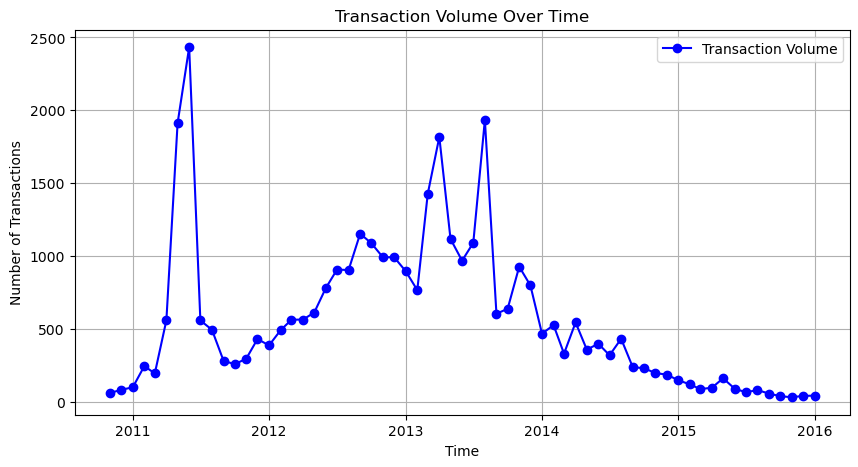 Transaction Volume Over Time
Transaction Volume
Number of Transactions
2500
2000
1500
1000
500
0
2011 2012 2013 2014 2015 2016
Time